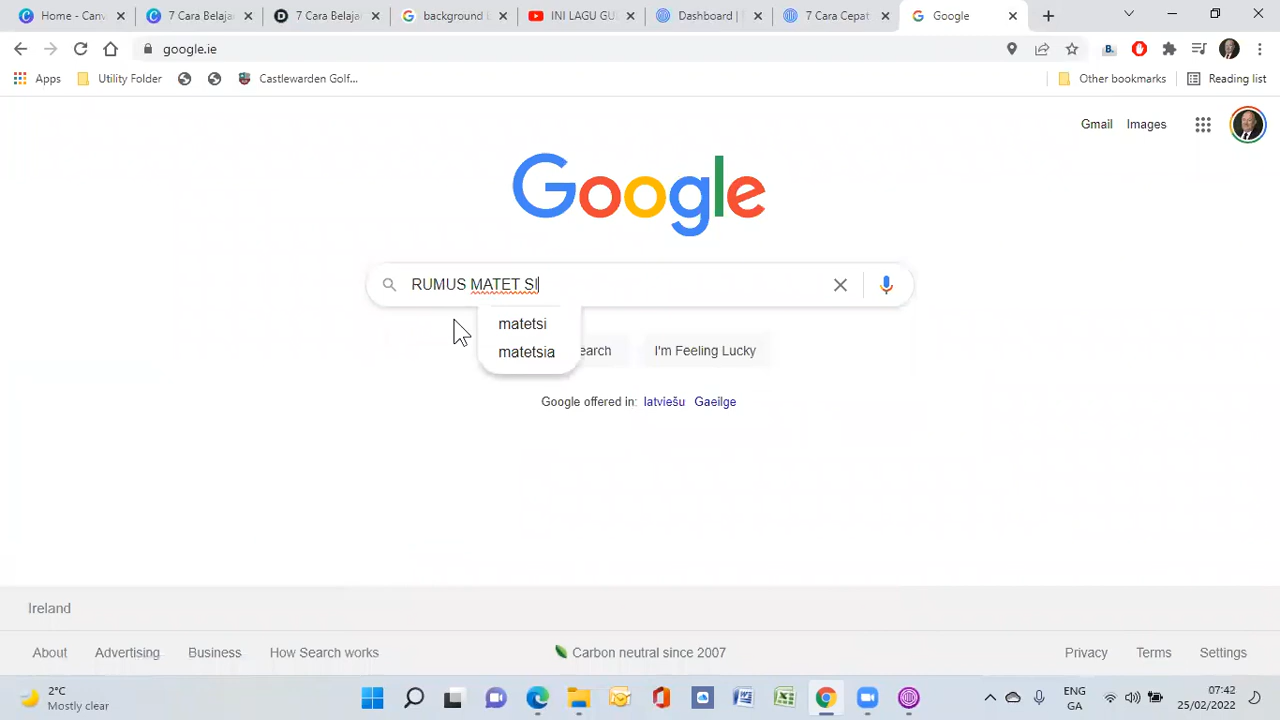 Home - Canv
7 Cara Belaja
7 Cara Belaja
background L
INI LAGU GU
Dashboard |
7 Cara Cepat
Google
google.ie
Apps
Utility Folder
Castlewarden Golf...
Other bookmarks
Reading list
Gmail
Images
Google
RUMUS MATET SI
matetsi
matetsia
earch
I'm Feeling Lucky
Google offered in: latviešu Gaeilge
Ireland
About
Advertising
Business
How Search works
Carbon neutral since 2007
Privacy
Terms
Settings
2°C
Mostly clear
ENG
GA
07:42
25/02/2022